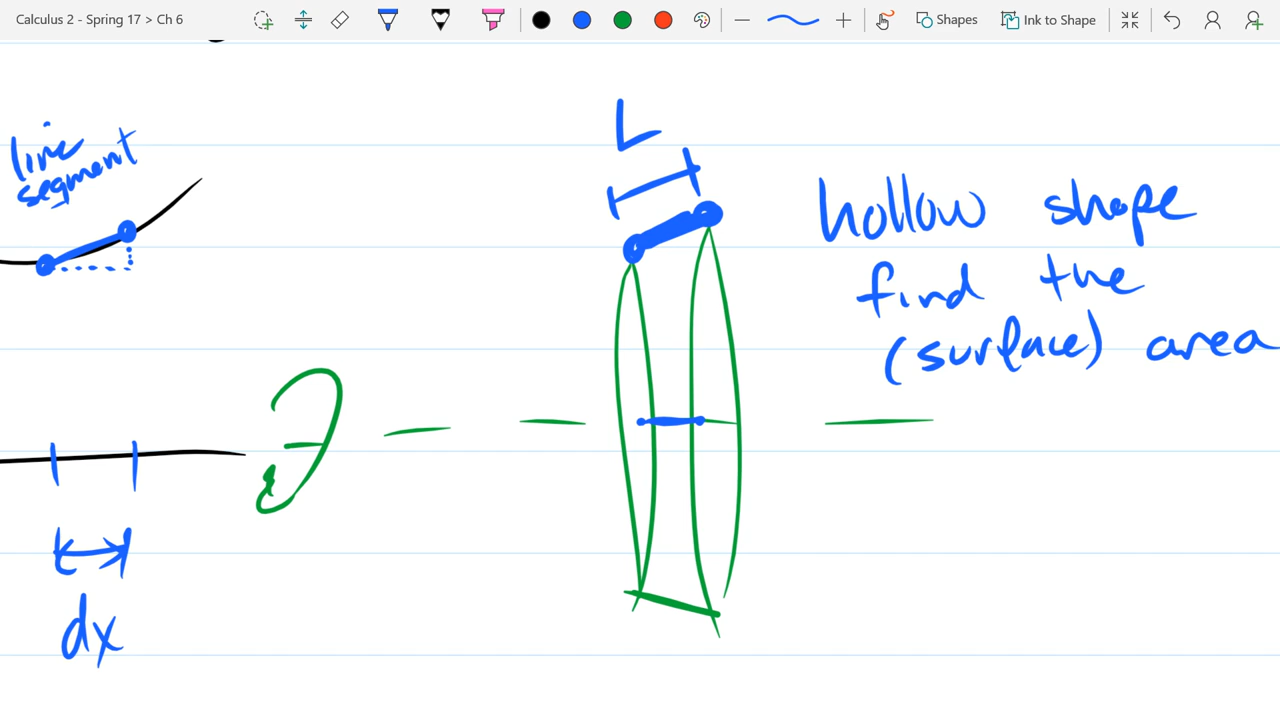 Calculus 2 - Spring 17 > Ch 6
Shapes
Ink to Shape
line
segment
L
hollow shape
find the
(surface) area
dx